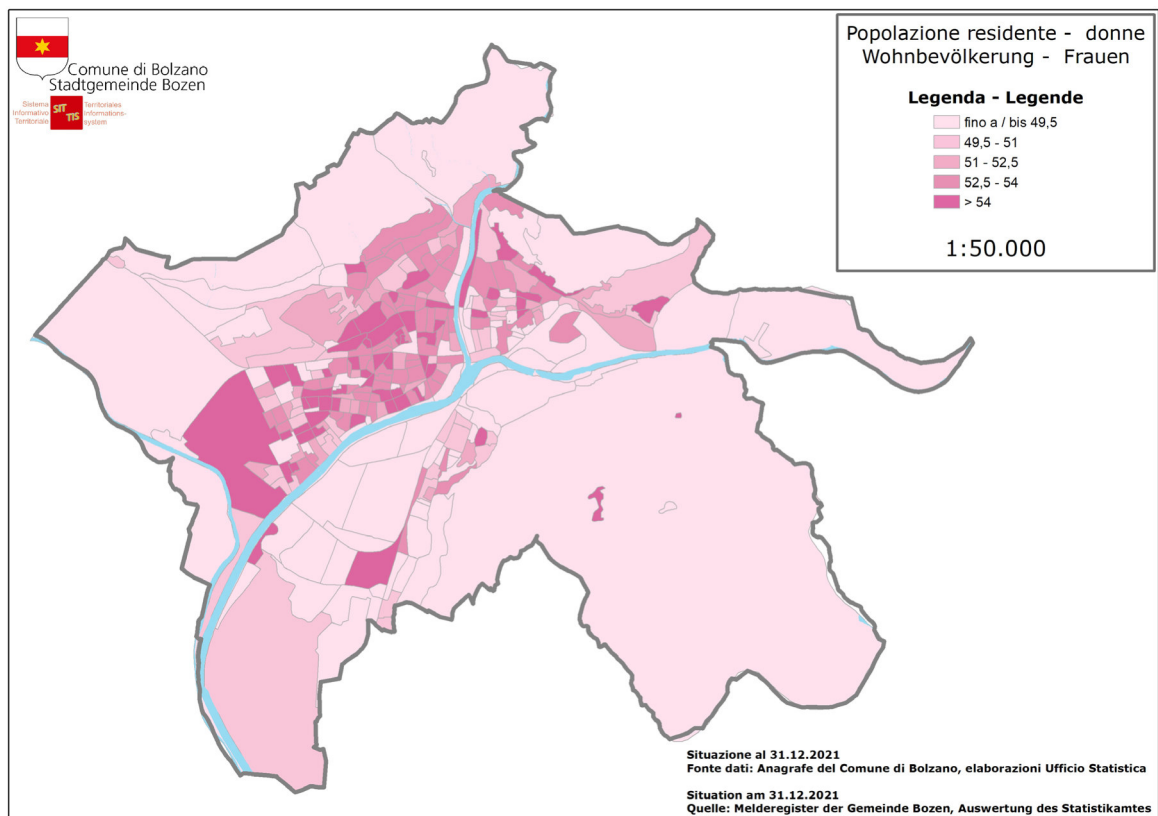 Comune di Bolzano
Stadtgemeinde Bozen
Sistema
Informativo
Territoriale
SIT
TIS
Territoriales
Informations-
system
Popolazione residente - donne
Wohnbevölkerung - Frauen
Legenda - Legende
fino a / bis 49,5
49,5 - 51
51 - 52,5
52,5 - 54
> 54
1:50.000
Situazione al 31.12.2021
Fonte dati: Anagrafe del Comune di Bolzano, elaborazioni Ufficio Statistica
Situation am 31.12.2021
Quelle: Melderegister der Gemeinde Bozen, Auswertung des Statistikamtes